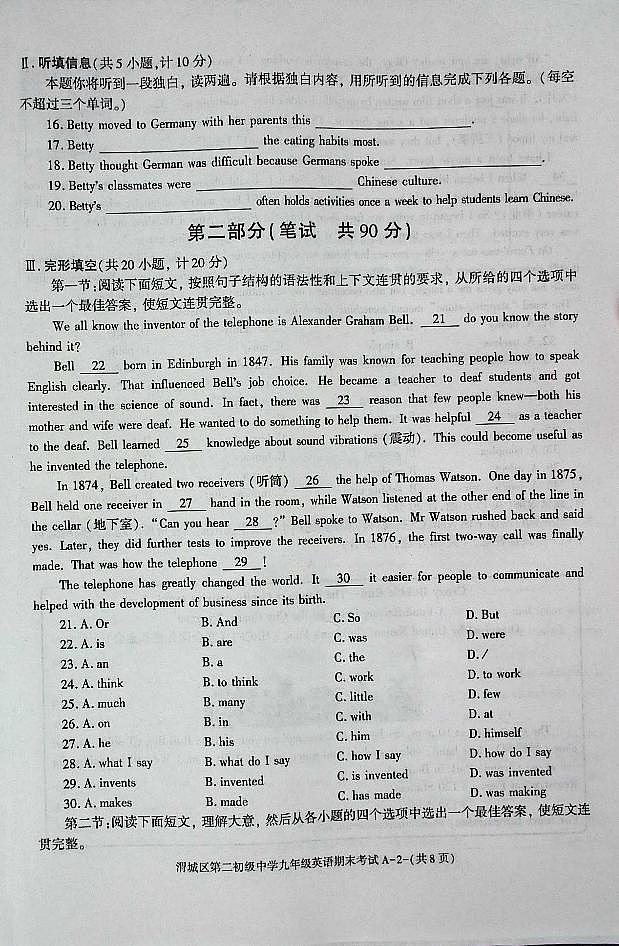 Ⅱ. 听填信息(共5小题,计10分)
本题你将听到一段独白，读两遍。请根据独白内容，用所听到的信息完成下列各题。(每空
不超过三个单词。)
16. Betty moved to Germany with her parents this ____________________.
17. Betty ____________________ the eating habits most.
18. Betty thought German was difficult because Germans spoke ____________________.
19. Betty's classmates were ____________________ Chinese culture.
20. Betty's ____________________ often holds activities once a week to help students learn Chinese.
第二部分(笔试 共90分)
Ⅲ. 完形填空(共20小题, 计20分)
第一节:阅读下面短文，按照句子结构的语法性和上下文连贯的要求，从所给的四个选项中
选出一个最佳答案，使短文连贯完整。
We all know the inventor of the telephone is Alexander Graham Bell. 21 do you know the story
behind it?
Bell 22 born in Edinburgh in 1847. His family was known for teaching people how to speak
English clearly. That influenced Bell's job choice. He became a teacher to deaf students and got
interested in the science of sound. In fact, there was 23 reason that few people knew—both his
mother and wife were deaf. He wanted to do something to help them. It was helpful 24 as a teacher
to the deaf. Bell learned 25 knowledge about sound vibrations (震动). This could become useful as
he invented the telephone.
In 1874, Bell created two receivers (听筒) 26 the help of Thomas Watson. One day in 1875,
Bell held one receiver in 27 hand in the room, while Watson listened at the other end of the line in
the cellar (地下室). "Can you hear 28 ?" Bell spoke to Watson. Mr Watson rushed back and said
yes. Later, they did further tests to improve the receivers. In 1876, the first two-way call was finally
made. That was how the telephone 29 !
The telephone has greatly changed the world. It 30 it easier for people to communicate and
helped with the development of business since its birth.
21. A. Or B. And C. So D. But
22. A. is B. are C. was D. were
23. A. an B. a C. the D. /
24. A. think B. to think C. work D. to work
25. A. much B. many C. little D. few
26. A. on B. in C. with D. at
27. A. he B. his C. him D. himself
28. A. what I say B. what do I say C. how I say D. how do I say
29. A. invents B. invented C. is invented D. was invented
30. A. makes B. made C. has made D. was making
第二节:阅读下面短文，理解大意，然后从各小题的四个选项中选出一个最佳答案，使短文连
贯完整。
渭城区第二初级中学九年级英语期末考试A-2-(共8页)